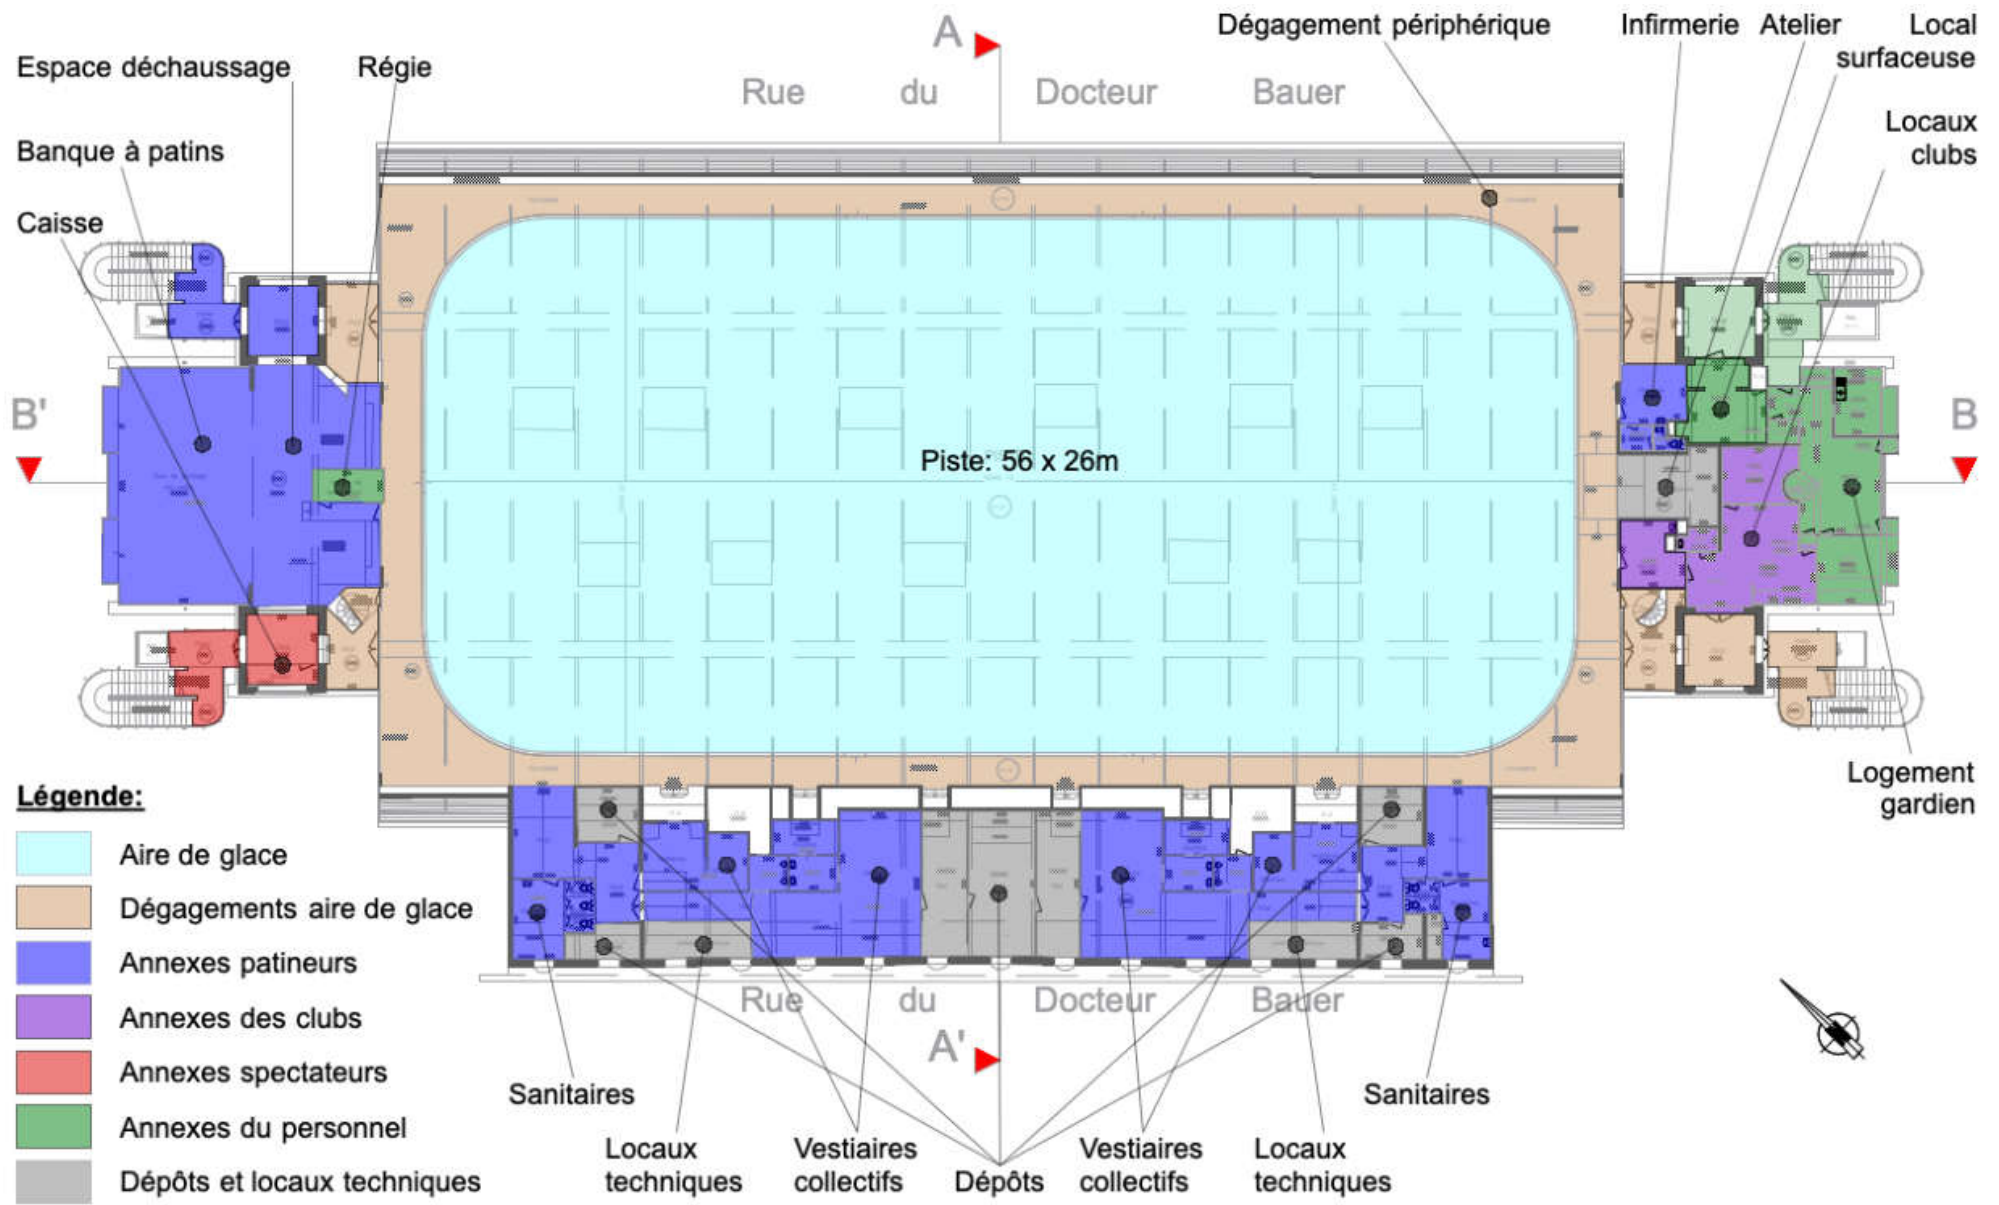 A
Dégagement périphérique
Infirmerie
Atelier
Local
surfaceuse
Espace déchaussage
Régie
Rue du Docteur Bauer
Locaux
clubs
Banque à patins
Caisse
B'
B
Piste: 56 x 26m
Logement
gardien
Légende:
Aire de glace
Dégagements aire de glace
Annexes patineurs
Annexes des clubs
Annexes spectateurs
Annexes du personnel
Dépôts et locaux techniques
Rue du Docteur Bauer
A'
Sanitaires
Sanitaires
Locaux
techniques
Vestiaires
collectifs
Dépôts
Vestiaires
collectifs
Locaux
techniques